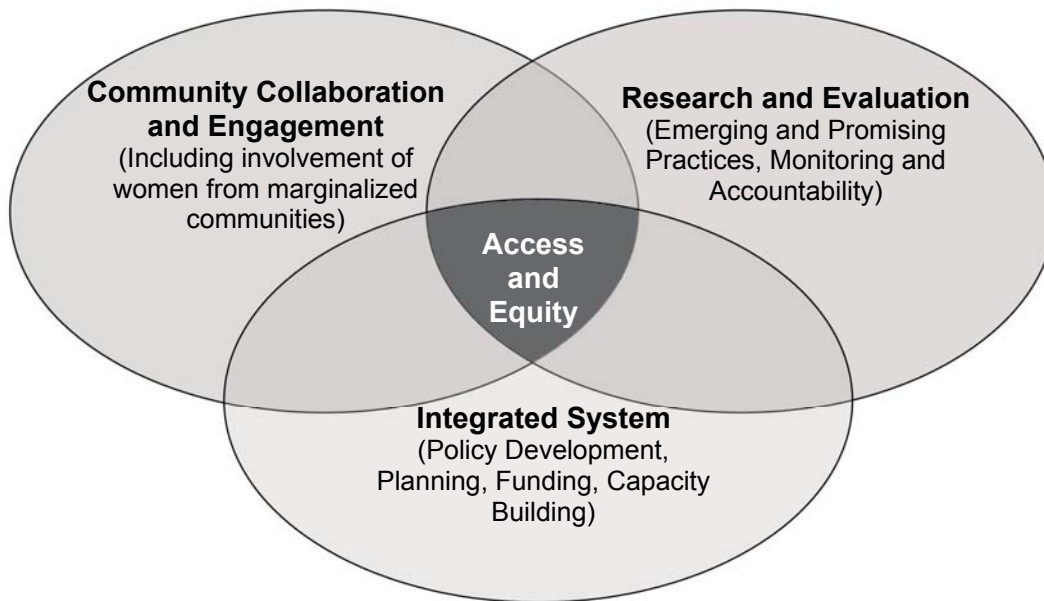 Community Collaboration
and Engagement
(Including involvement of
women from marginalized
communities)
Research and Evaluation
(Emerging and Promising
Practices, Monitoring and
Accountability)
Access
and
Equity
Integrated System
(Policy Development,
Planning, Funding, Capacity
Building)